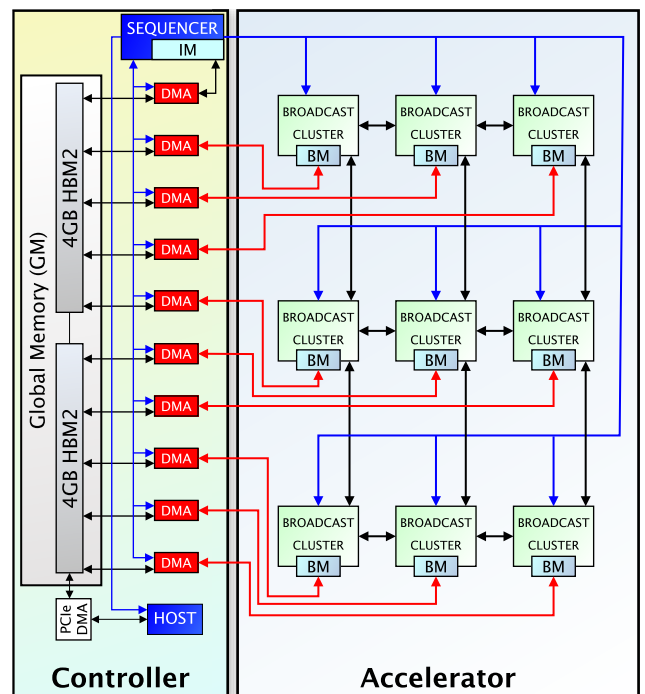 SEQUENCER
IM
DMA
DMA
DMA
DMA
DMA
DMA
DMA
DMA
DMA
DMA
Global Memory (GM)
4GB HBM2
4GB HBM2
PCIe
DMA
HOST
Controller
BROADCAST
CLUSTER
BM
BROADCAST
CLUSTER
BM
BROADCAST
CLUSTER
BM
BROADCAST
CLUSTER
BM
BROADCAST
CLUSTER
BM
BROADCAST
CLUSTER
BM
BROADCAST
CLUSTER
BM
BROADCAST
CLUSTER
BM
BROADCAST
CLUSTER
BM
Accelerator